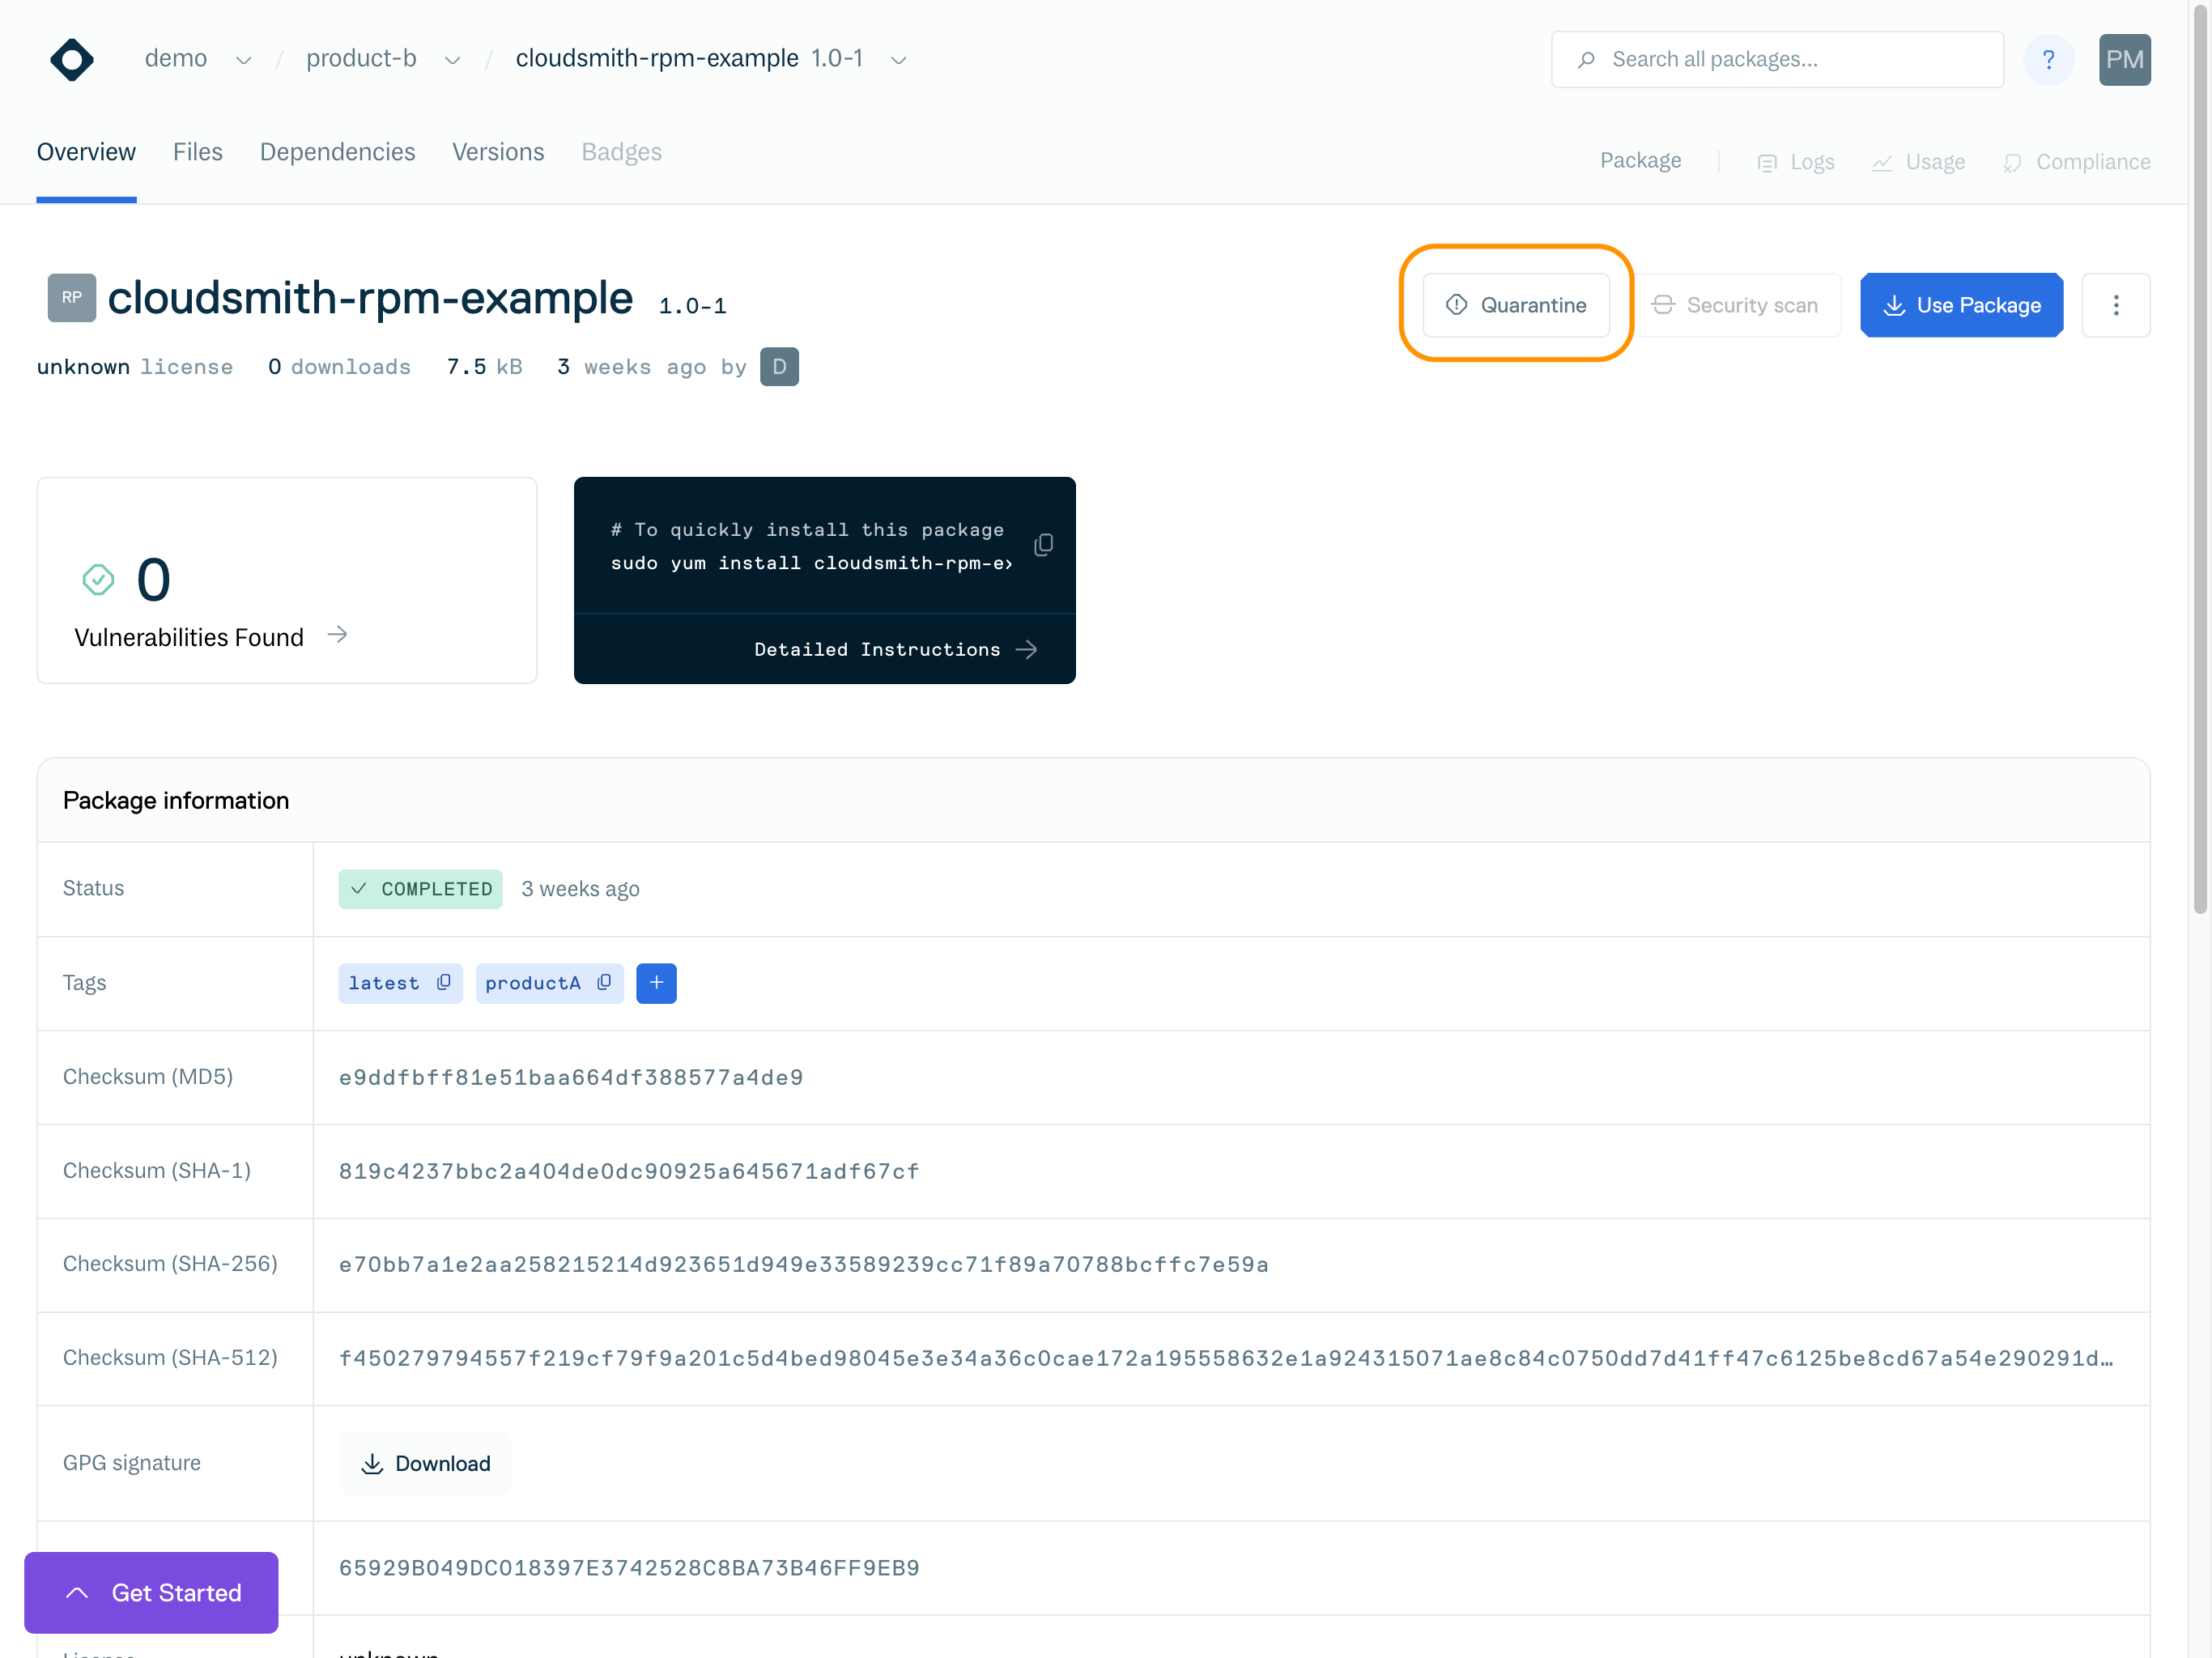 demo / product-b / cloudsmith-rpm-example 1.0-1
Search all packages...
?
PM
Overview Files Dependencies Versions Badges
Package Logs Usage Compliance
RP cloudsmith-rpm-example 1.0-1
Quarantine Security scan Use Package
unknown license 0 downloads 7.5 kB 3 weeks ago by D
0
Vulnerabilities Found
# To quickly install this package
sudo yum install cloudsmith-rpm-e
Detailed Instructions
Package information
Status COMPLETED 3 weeks ago
Tags latest productA +
Checksum (MD5) e9ddfbff81e51baa664df388577a4de9
Checksum (SHA-1) 819c4237bbc2a404de0dc90925a645671adf67cf
Checksum (SHA-256) e70bb7a1e2aa258215214d923651d949e33589239cc71f89a70788bcffc7e59a
Checksum (SHA-512) f450279794557f219cf79f9a201c5d4bed98045e3e34a36c0cae172a195558632e1a924315071ae8c84c0750dd7d41ff47c6125be8cd67a54e290291d…
GPG signature Download
65929B049DC018397E3742528C8BA73B46FF9EB9
Get Started